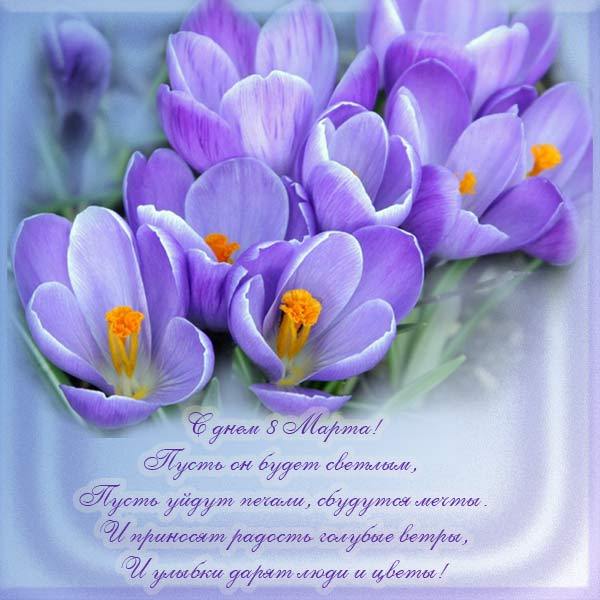 С днем 8 Марта!
Пусть он будет светлым,
Пусть уйдут печали, сбудутся мечты.
И приносят радость голубые ветры,
И улыбки дарят люди и цветы!